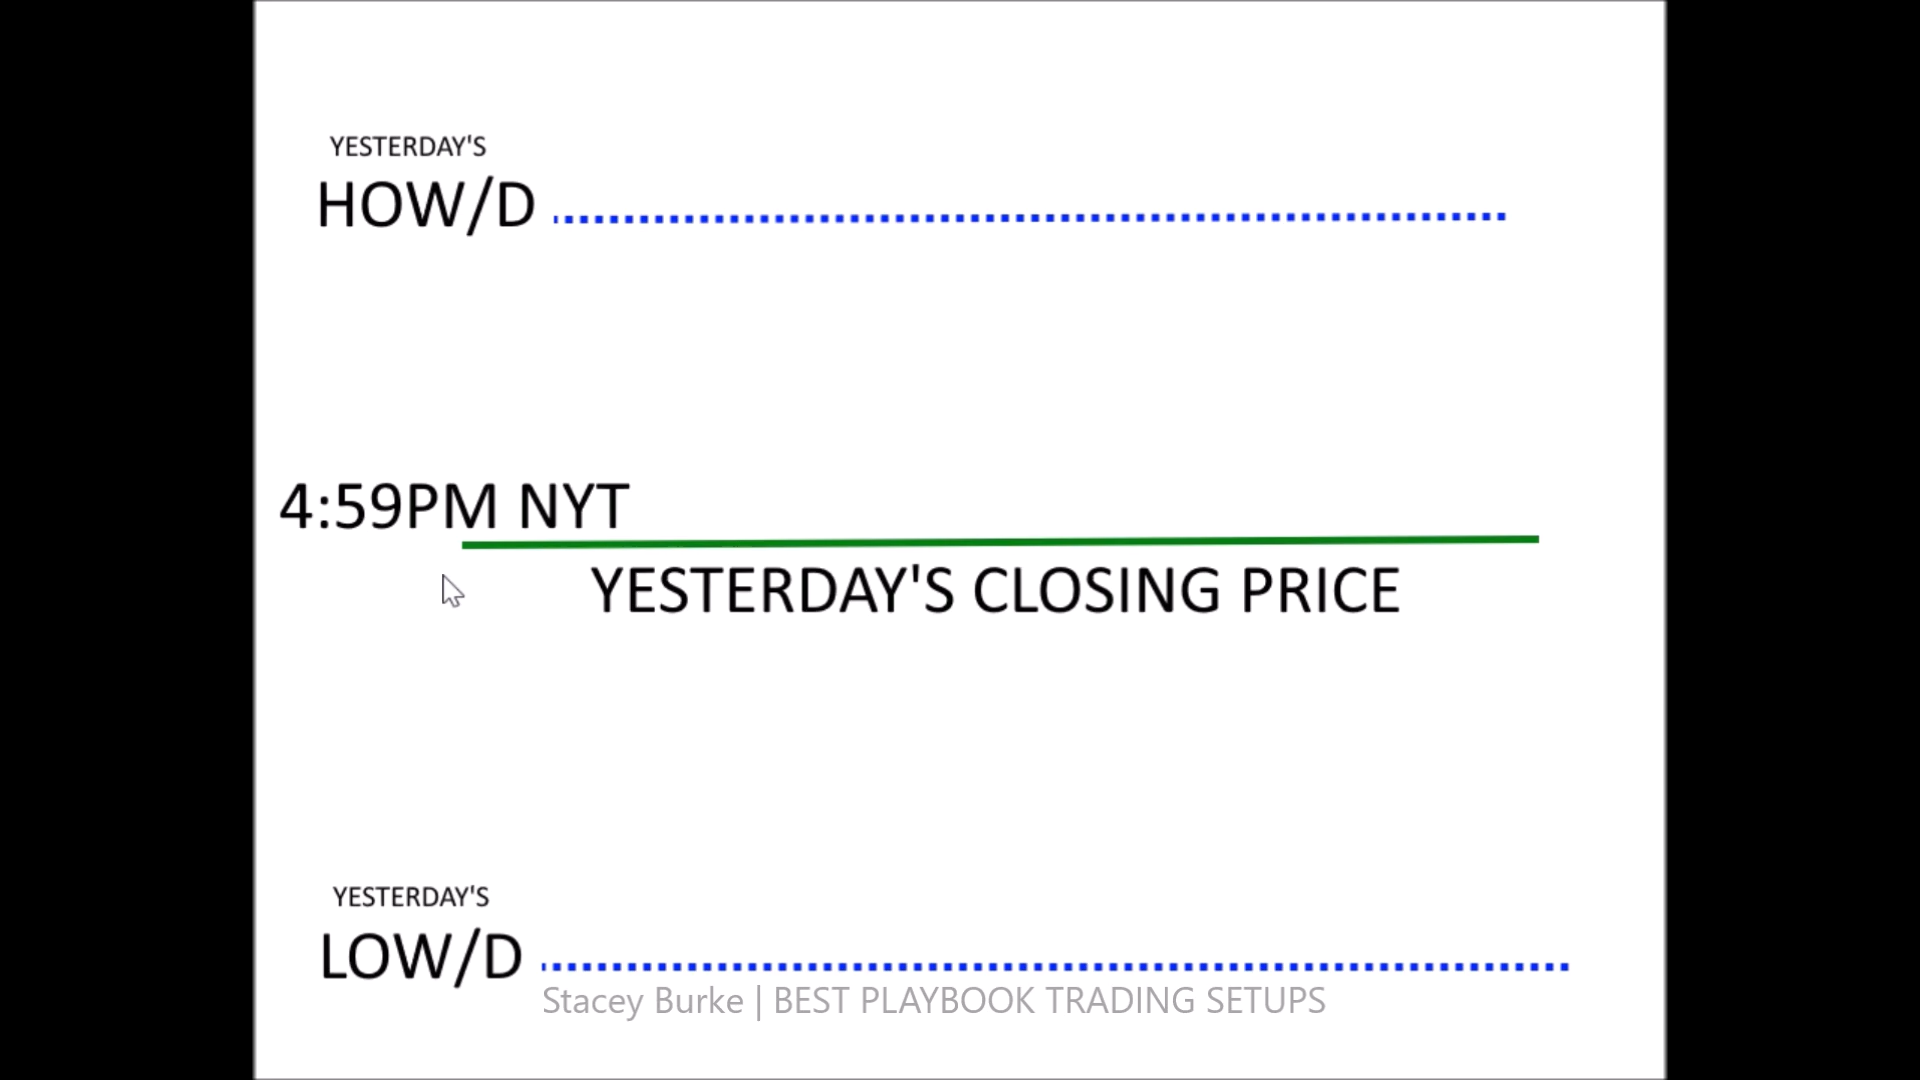 YESTERDAY'S
HOW/D
4:59PM NYT
YESTERDAY'S CLOSING PRICE
YESTERDAY'S
LOW/D
Stacey Burke | BEST PLAYBOOK TRADING SETUPS